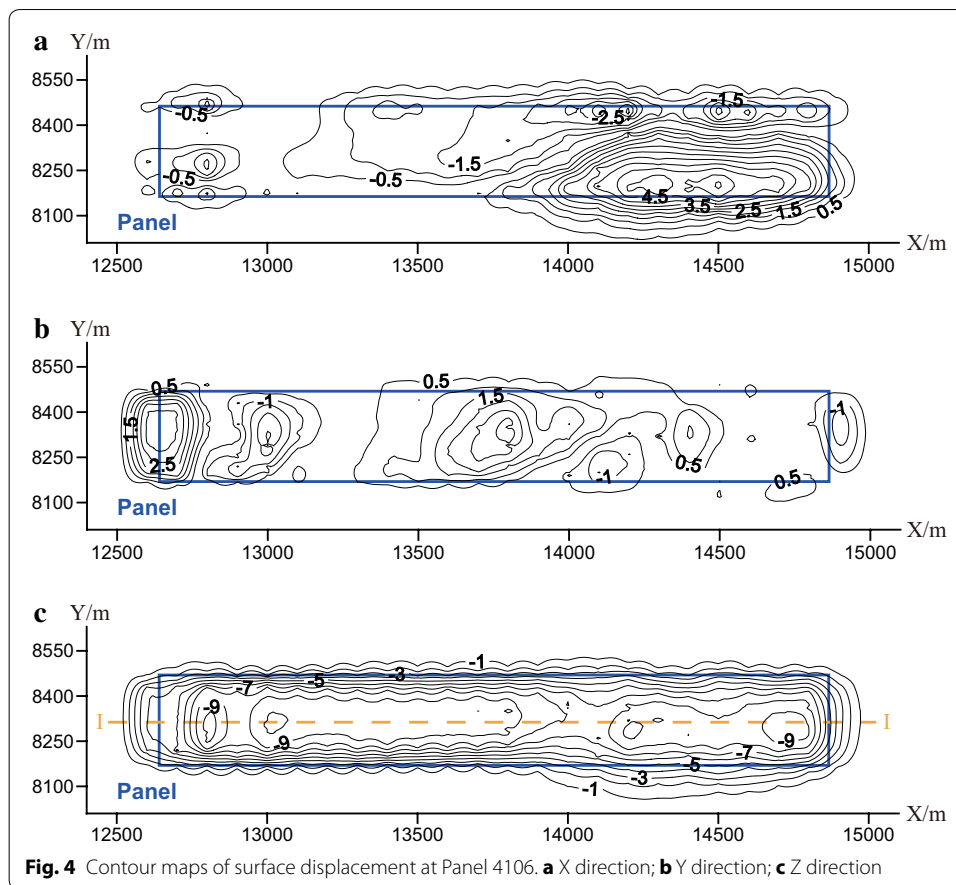 a Y/m
8550
8400
8250
8100
-0.5
-2.5
-1.5
-0.5
-0.5
-1.5
4.5
3.5
2.5
1.5
0.5
Panel
X/m
12500 13000 13500 14000 14500 15000
b Y/m
8550
8400
8250
8100
0.5
1.5
2.5
-1
0.5
1.5
-1
0.5
0.5
-1
Panel
X/m
12500 13000 13500 14000 14500 15000
c Y/m
8550
8400
8250
8100
-1
-3
-5
-7
-9
-9
I
I
-9
-7
-5
-3
-1
Panel
X/m
12500 13000 13500 14000 14500 15000
Fig. 4 Contour maps of surface displacement at Panel 4106. a X direction; b Y direction; c Z direction